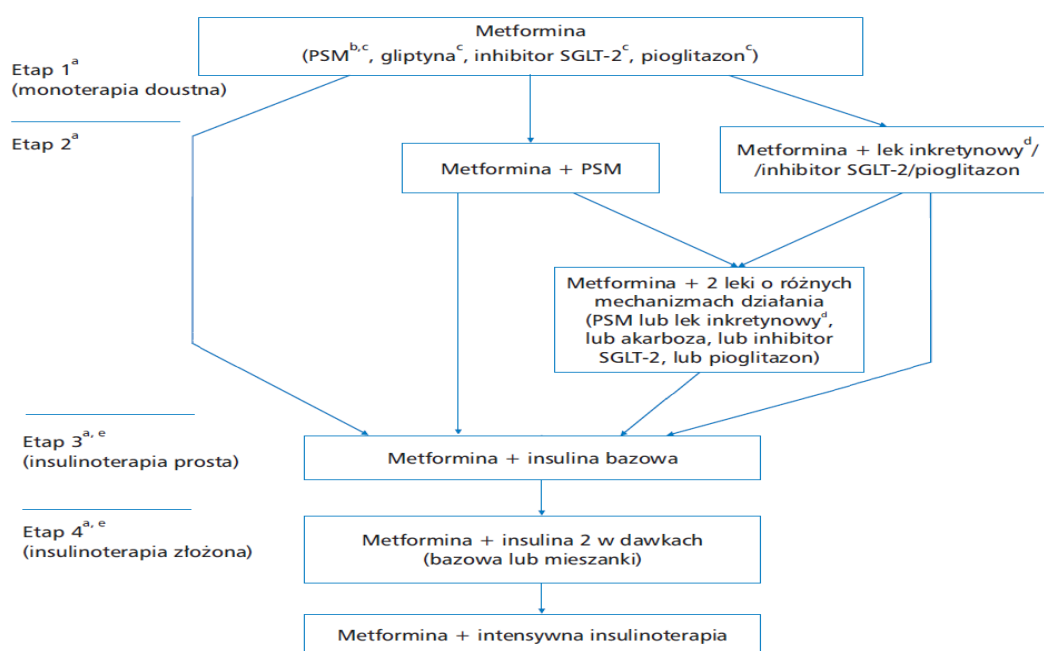 Metformina
(PSMb,c, gliptynac, inhibitor SGLT-2c, pioglitazonc)
Etap 1a
(monoterapia doustna)
Etap 2a
Metformina + PSM
Metformina + lek inkretynowyd/
/inhibitor SGLT-2/pioglitazon
Metformina + 2 leki o różnych
mechanizmach działania
(PSM lub lek inkretynowyd,
lub akarboza, lub inhibitor
SGLT-2, lub pioglitazon)
Etap 3a, e
(insulinoterapia prosta)
Metformina + insulina bazowa
Etap 4a, e
(insulinoterapia złożona)
Metformina + insulina 2 w dawkach
(bazowa lub mieszanki)
Metformina + intensywna insulinoterapia